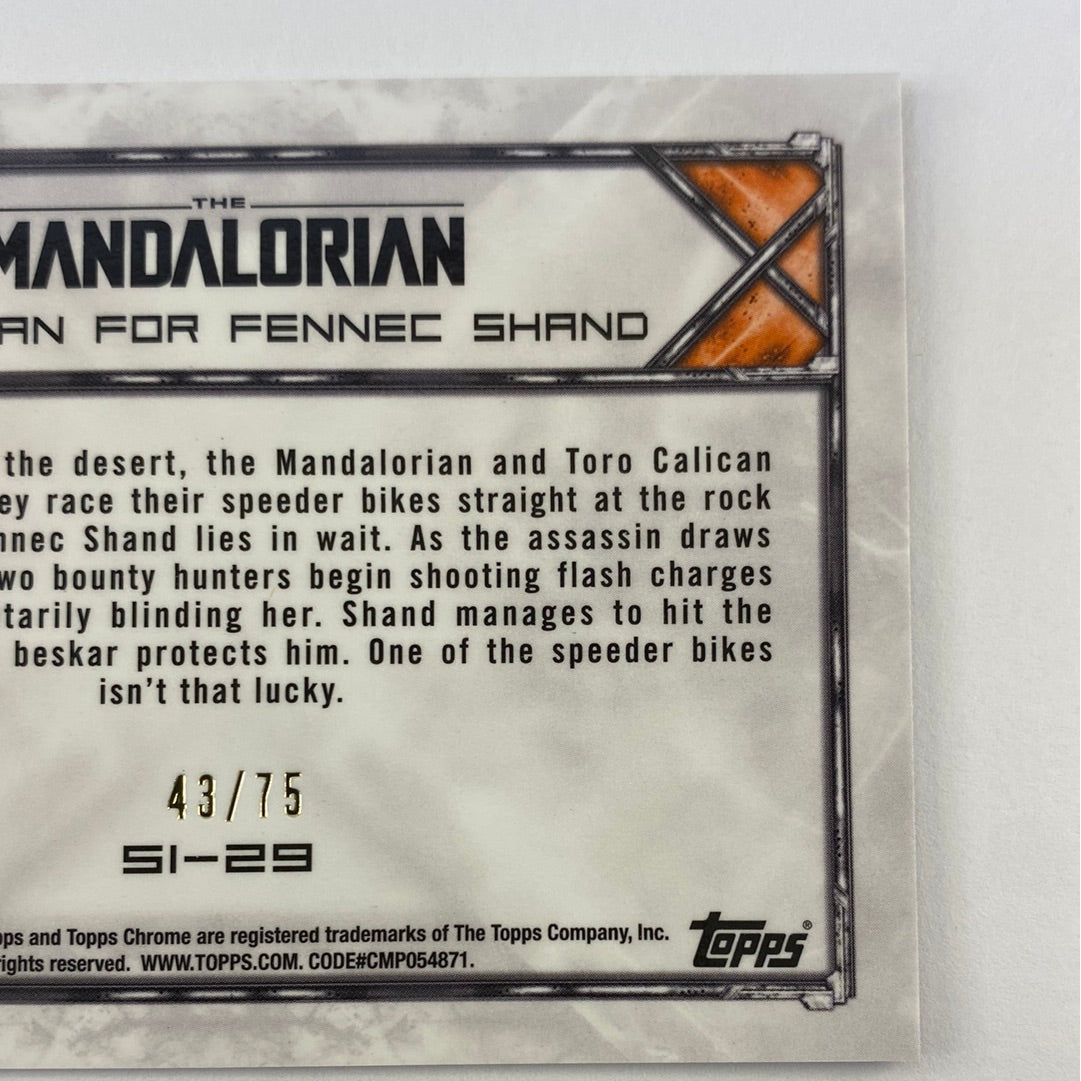 THE
MANDALORIAN
AN FOR FENNEC SHAND
the desert, the Mandalorian and Toro Calican
ey race their speeder bikes straight at the rock
nnec Shand lies in wait. As the assassin draws
wo bounty hunters begin shooting flash charges
tarily blinding her. Shand manages to hit the
beskar protects him. One of the speeder bikes
isn't that lucky.
43/75
SI-29
pps and Topps Chrome are registered trademarks of The Topps Company, Inc.
ights reserved. WWW.TOPPS.COM. CODE#CMP054871.
topps®